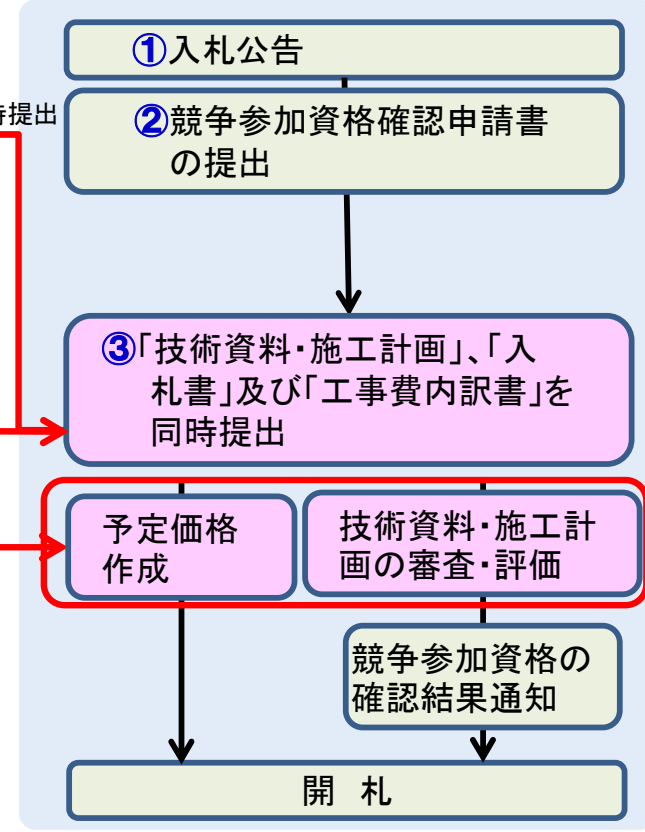 ①入札公告
時提出
②競争参加資格確認申請書
の提出
③「技術資料・施工計画」、「入
札書」及び「工事費内訳書」を
同時提出
予定価格
作成
技術資料・施工計
画の審査・評価
競争参加資格の
確認結果通知
開 札